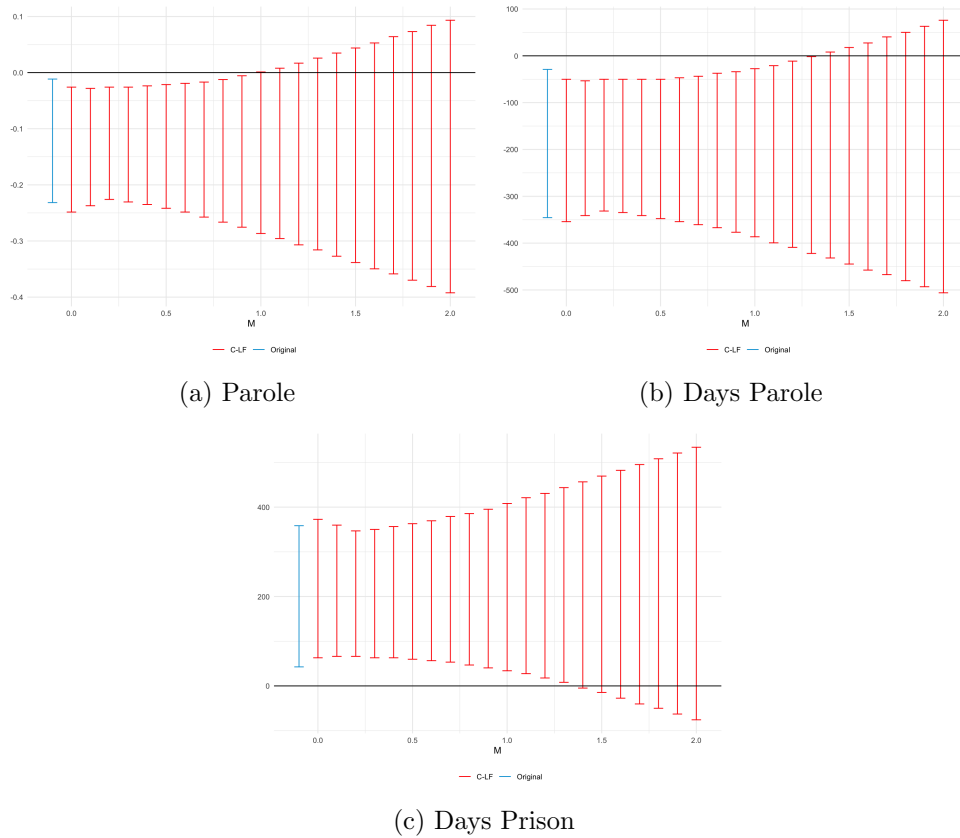 0.1
0.0
-0.1
-0.2
-0.3
-0.4
0.0 0.5 1.0 1.5 2.0
M
C-LF Original
(a) Parole
100
0
-100
-200
-300
-400
-500
0.0 0.5 1.0 1.5 2.0
M
C-LF Original
(b) Days Parole
400
200
0
0.0 0.5 1.0 1.5 2.0
M
C-LF Original
(c) Days Prison